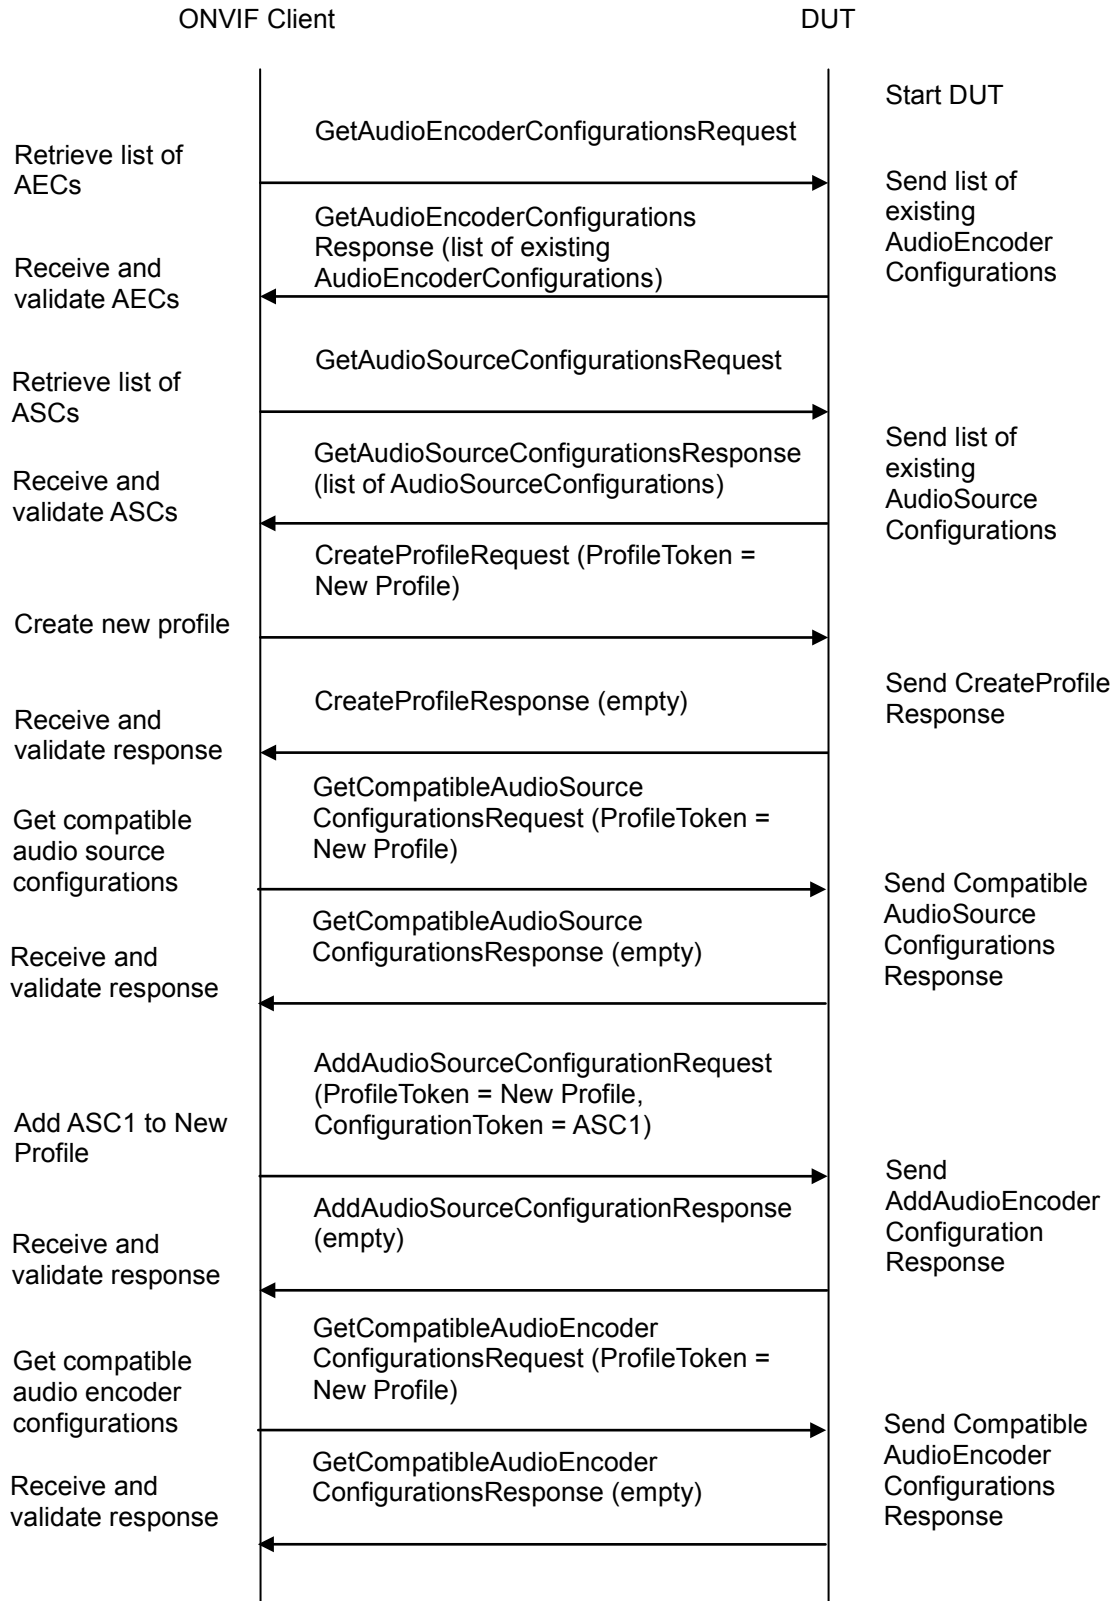 ONVIF Client
DUT
Start DUT
GetAudioEncoderConfigurationsRequest
Retrieve list of
AECs
Send list of
existing
AudioEncoder
Configurations
GetAudioEncoderConfigurations
Response (list of existing
AudioEncoderConfigurations)
Receive and
validate AECs
GetAudioSourceConfigurationsRequest
Retrieve list of
ASCs
Send list of
existing
AudioSource
Configurations
GetAudioSourceConfigurationsResponse
(list of AudioSourceConfigurations)
Receive and
validate ASCs
CreateProfileRequest (ProfileToken =
New Profile)
Create new profile
Send CreateProfile
Response
CreateProfileResponse (empty)
Receive and
validate response
GetCompatibleAudioSource
ConfigurationsRequest (ProfileToken =
New Profile)
Get compatible
audio source
configurations
Send Compatible
AudioSource
Configurations
Response
GetCompatibleAudioSource
ConfigurationsResponse (empty)
Receive and
validate response
AddAudioSourceConfigurationRequest
(ProfileToken = New Profile,
ConfigurationToken = ASC1)
Add ASC1 to New
Profile
Send
AddAudioEncoder
Configuration
Response
AddAudioSourceConfigurationResponse
(empty)
Receive and
validate response
GetCompatibleAudioEncoder
ConfigurationsRequest (ProfileToken =
New Profile)
Get compatible
audio encoder
configurations
Send Compatible
AudioEncoder
Configurations
Response
GetCompatibleAudioEncoder
ConfigurationsResponse (empty)
Receive and
validate response